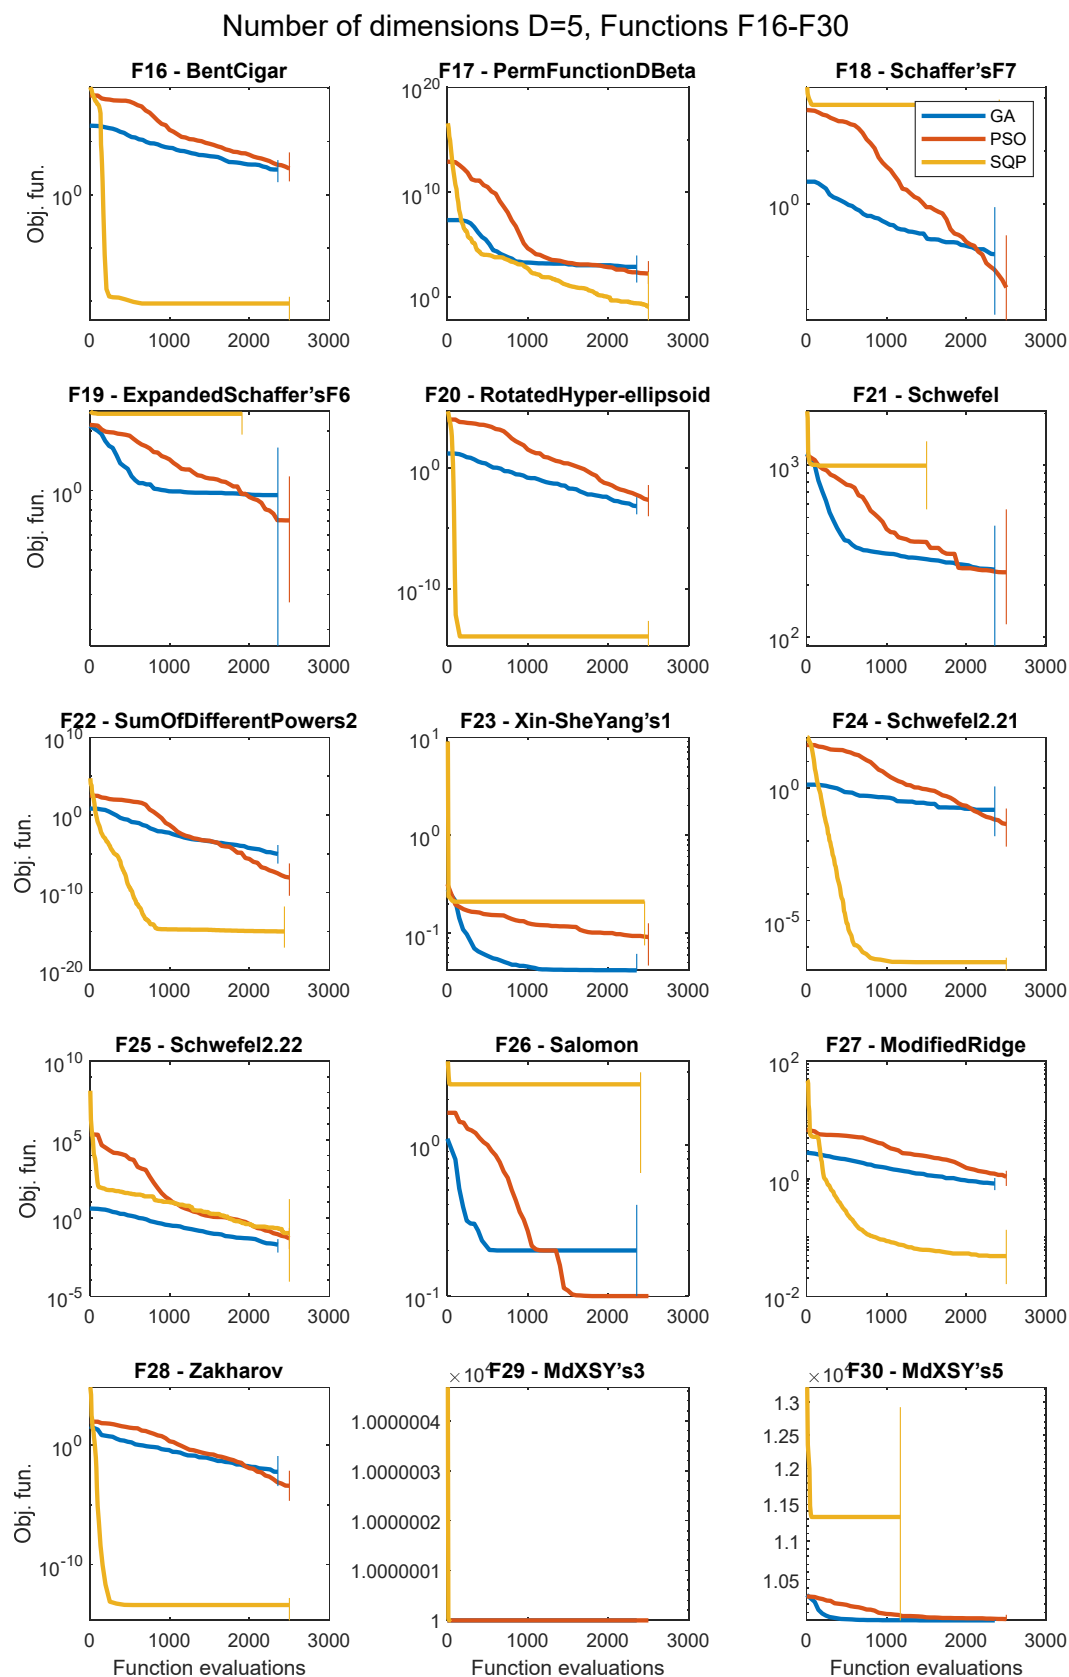 Number of dimensions D=5, Functions F16-F30
F16 - BentCigar
F17 - PermFunctionDBeta
F18 - Schaffer'sF7
Obj. fun.
10^0
0 1000 2000 3000
10^20
10^10
10^0
0 1000 2000 3000
GA
PSO
SQP
10^0
0 1000 2000 3000
F19 - ExpandedSchaffer'sF6
F20 - RotatedHyper-ellipsoid
F21 - Schwefel
Obj. fun.
10^0
0 1000 2000 3000
10^0
10^-10
0 1000 2000 3000
10^3
10^2
0 1000 2000 3000
F22 - SumOfDifferentPowers2
F23 - Xin-SheYang's1
F24 - Schwefel2.21
Obj. fun.
10^10
10^0
10^-10
10^-20
0 1000 2000 3000
10^1
10^0
10^-1
0 1000 2000 3000
10^0
10^-5
0 1000 2000 3000
F25 - Schwefel2.22
F26 - Salomon
F27 - ModifiedRidge
Obj. fun.
10^10
10^5
10^0
10^-5
0 1000 2000 3000
10^0
10^-1
0 1000 2000 3000
10^2
10^0
10^-2
0 1000 2000 3000
F28 - Zakharov
F29 - MdXSY's3
F30 - MdXSY's5
Obj. fun.
10^0
10^-10
0 1000 2000 3000
Function evaluations
×10^4
1.0000004
1.0000003
1.0000002
1.0000001
1
0 1000 2000 3000
Function evaluations
×10^4
1.3
1.25
1.2
1.15
1.1
1.05
0 1000 2000 3000
Function evaluations